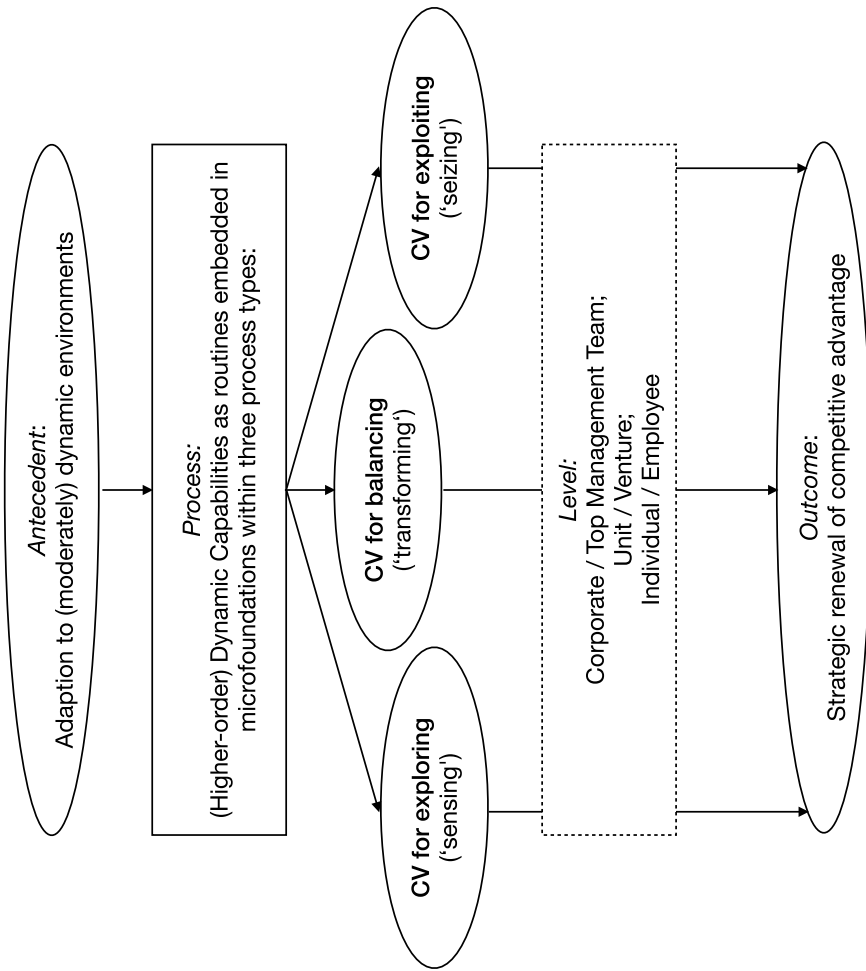 Antecedent:
Adaption to (moderately) dynamic environments
Process:
(Higher-order) Dynamic Capabilities as routines embedded in
microfoundations within three process types:
CV for exploring
(‘sensing‘)
CV for balancing
(‘transforming‘)
CV for exploiting
(‘seizing‘)
Level:
Corporate / Top Management Team;
Unit / Venture;
Individual / Employee
Outcome:
Strategic renewal of competitive advantage